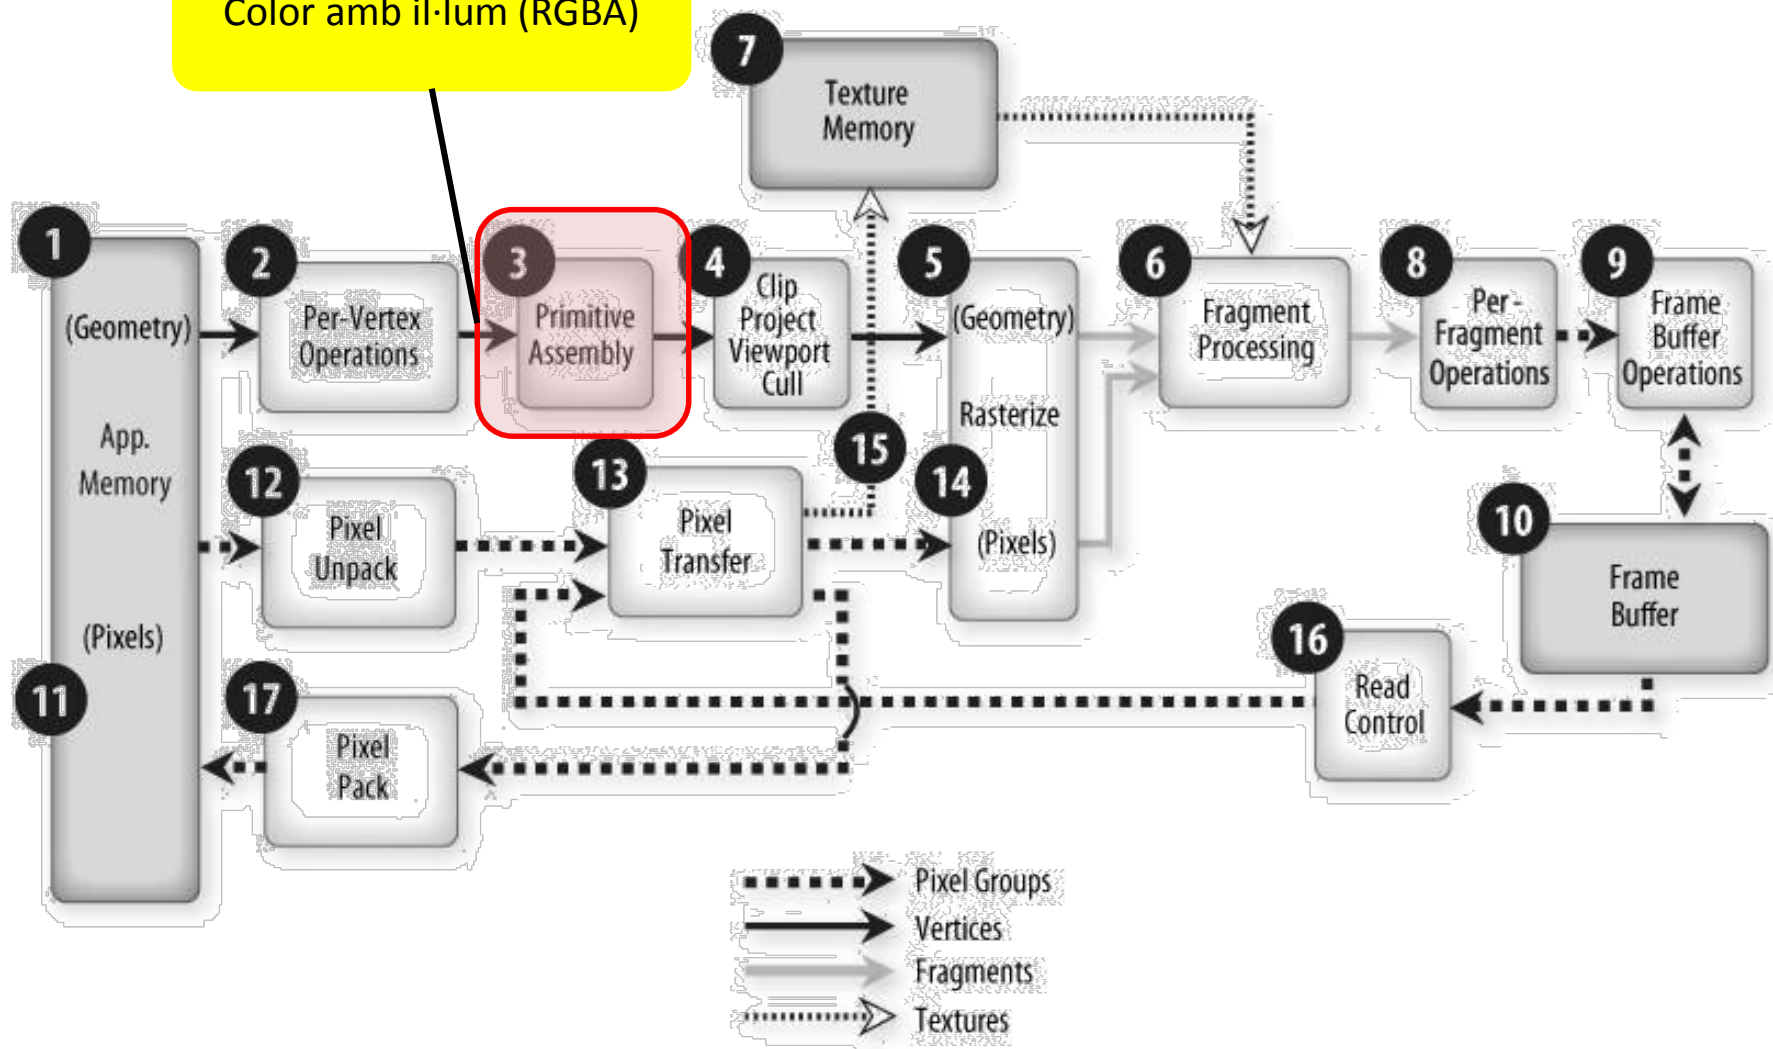 Color amb il·lum (RGBA)
7
Texture
Memory
1
(Geometry)
App.
Memory
(Pixels)
11
2
Per-Vertex
Operations
3
Primitive
Assembly
4
Clip
Project
Viewport
Cull
5
(Geometry)
Rasterize
14
(Pixels)
6
Fragment
Processing
8
Per-
Fragment
Operations
9
Frame
Buffer
Operations
12
Pixel
Unpack
13
Pixel
Transfer
15
10
Frame
Buffer
16
Read
Control
17
Pixel
Pack
Pixel Groups
Vertices
Fragments
Textures